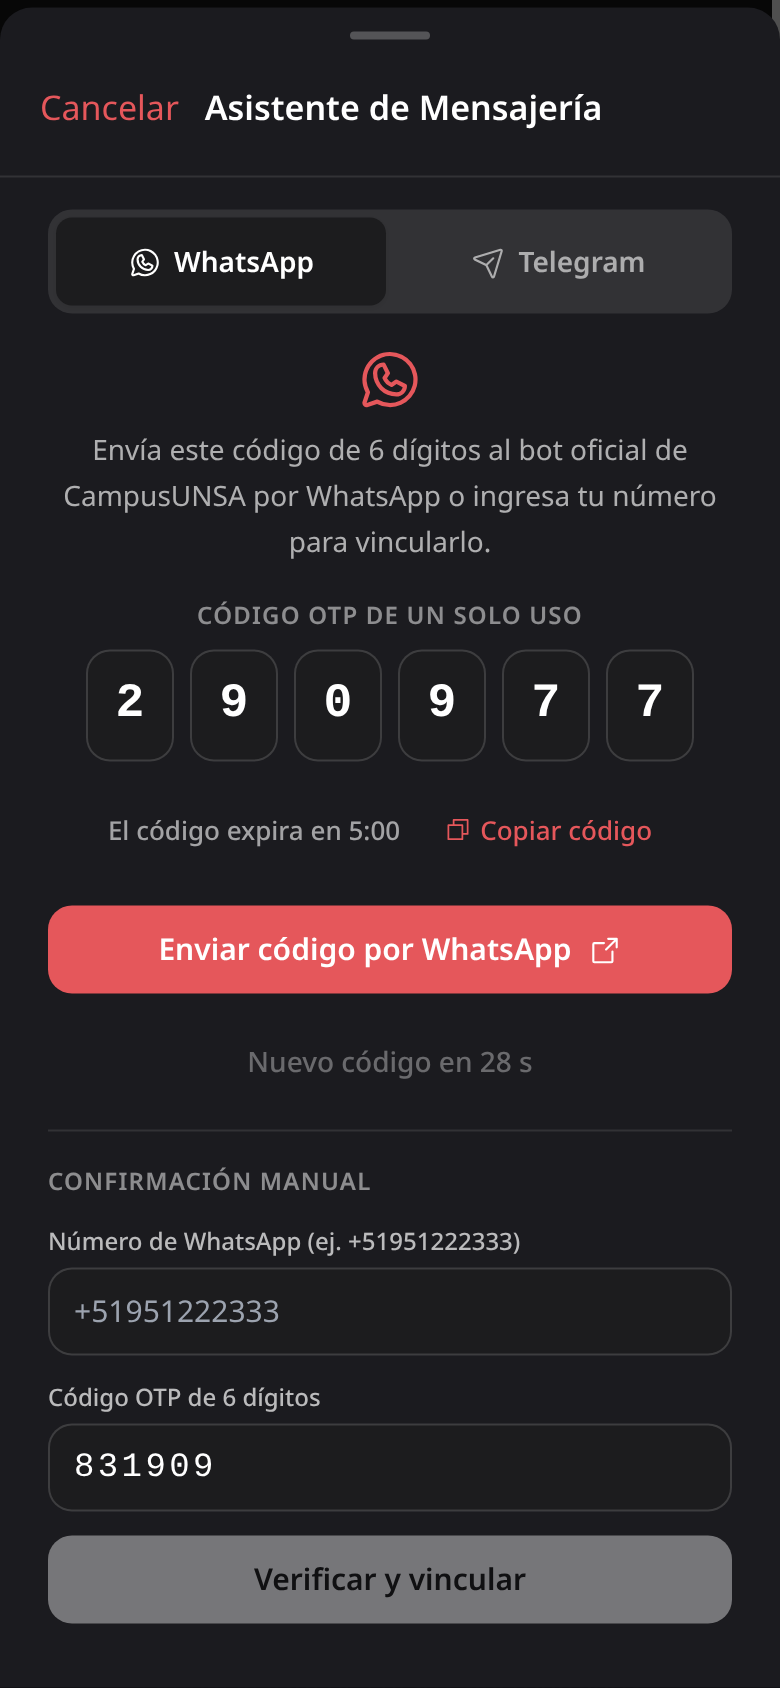 Cancelar Asistente de Mensajería
WhatsApp Telegram
Envía este código de 6 dígitos al bot oficial de
CampusUNSA por WhatsApp o ingresa tu número
para vincularlo.
CÓDIGO OTP DE UN SOLO USO
2 9 0 9 7 7
El código expira en 5:00 Copiar código
Enviar código por WhatsApp
Nuevo código en 28 s
CONFIRMACIÓN MANUAL
Número de WhatsApp (ej. +51951222333)
+51951222333
Código OTP de 6 dígitos
831909
Verificar y vincular